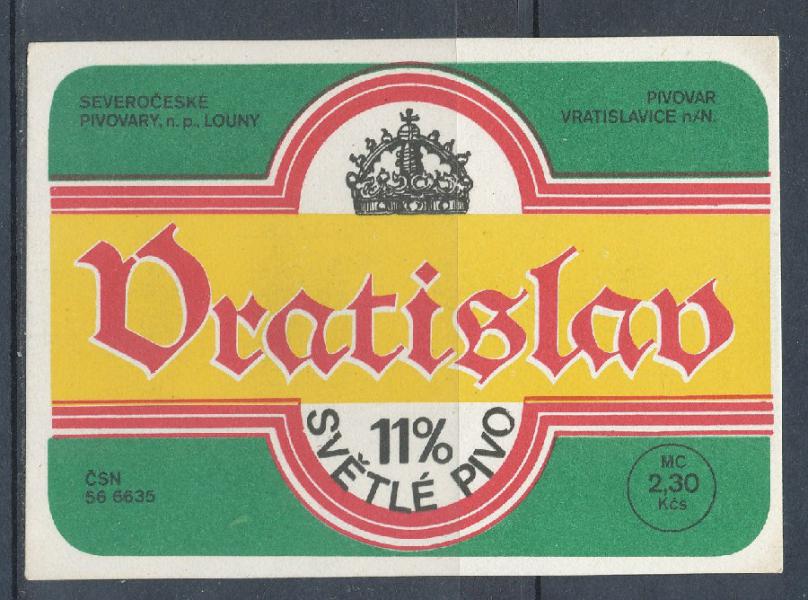 SEVEROČESKÉ
PIVOVARY, n. p., LOUNY
PIVOVAR
VRATISLAVICE n/N.
Vratislav
11%
SVĚTLÉ PIVO
ČSN
56 6635
MC
2,30
Kčs